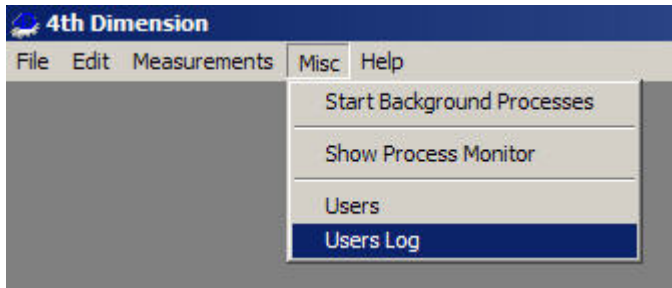 4th Dimension
File Edit Measurements Misc Help
Start Background Processes
Show Process Monitor
Users
Users Log